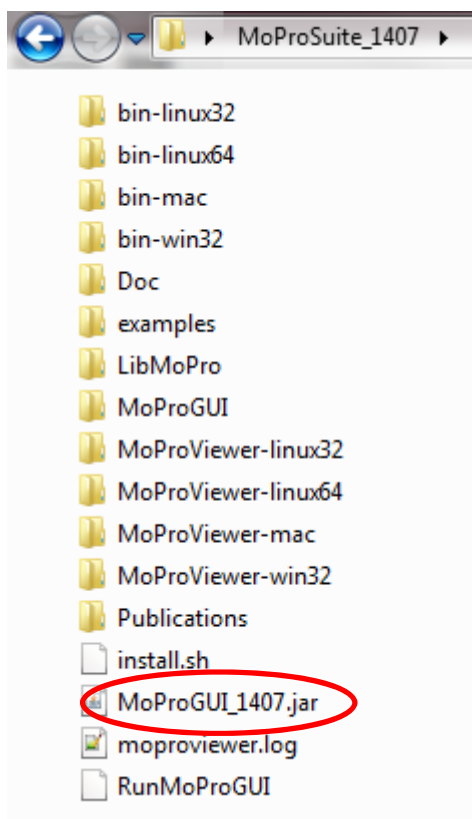 MoProSuite_1407
bin-linux32
bin-linux64
bin-mac
bin-win32
Doc
examples
LibMoPro
MoProGUI
MoProViewer-linux32
MoProViewer-linux64
MoProViewer-mac
MoProViewer-win32
Publications
install.sh
MoProGUI_1407.jar
moproviewer.log
RunMoProGUI